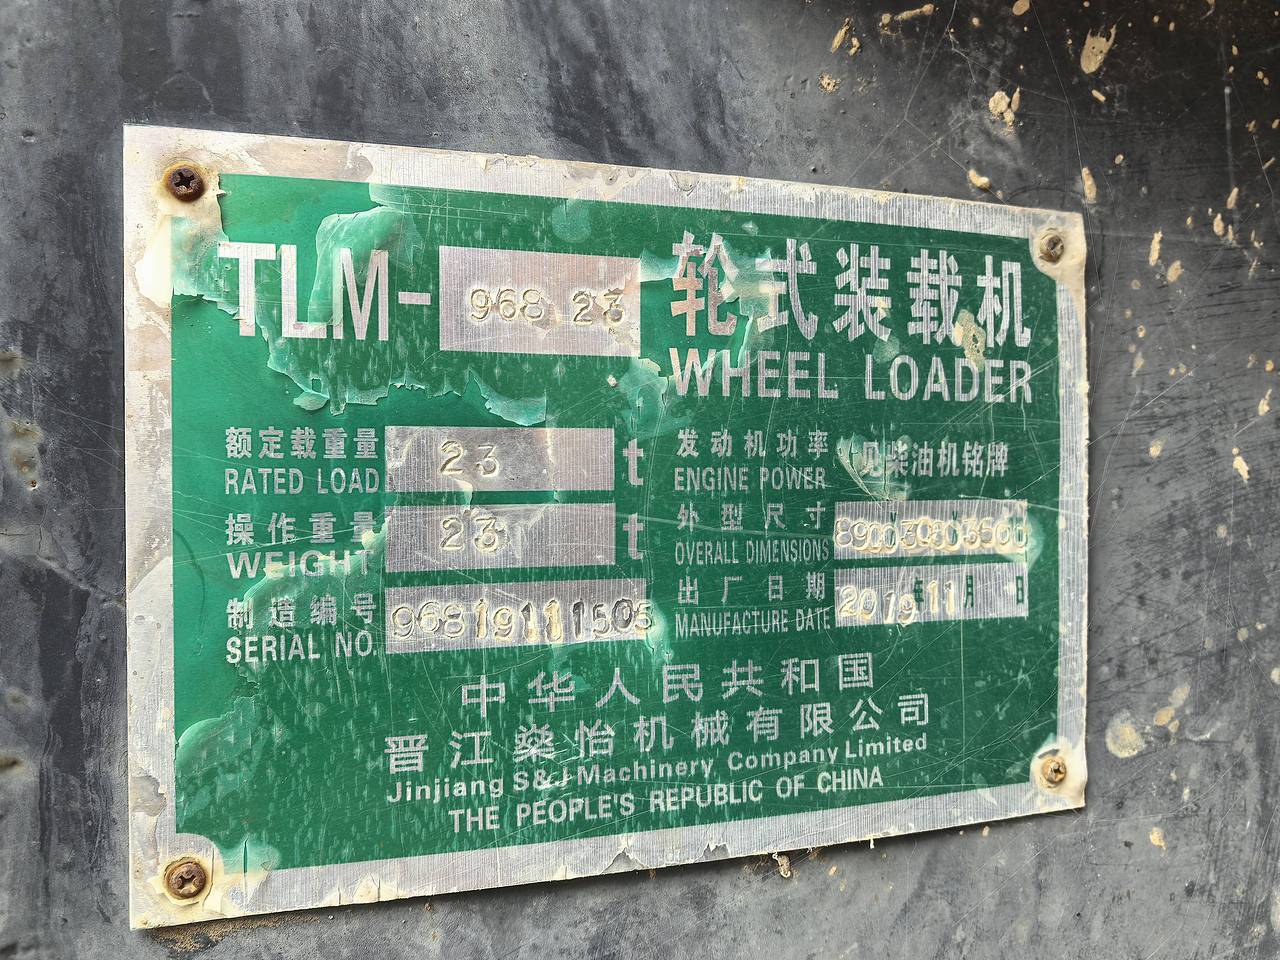 TLM-968 23
轮式装载机
WHEEL LOADER
额定载重量 23 t
RATED LOAD
操作重量 23 t
WEIGHT
制造编号 96819111505
SERIAL NO.
发动机功率 见柴油机铭牌
ENGINE POWER
外型尺寸
OVERALL DIMENSIONS
出厂日期 2019年11月 日
MANUFACTURE DATE
中华人民共和国
晋江燊怡机械有限公司
Jinjiang S&J Machinery Company Limited
THE PEOPLE'S REPUBLIC OF CHINA